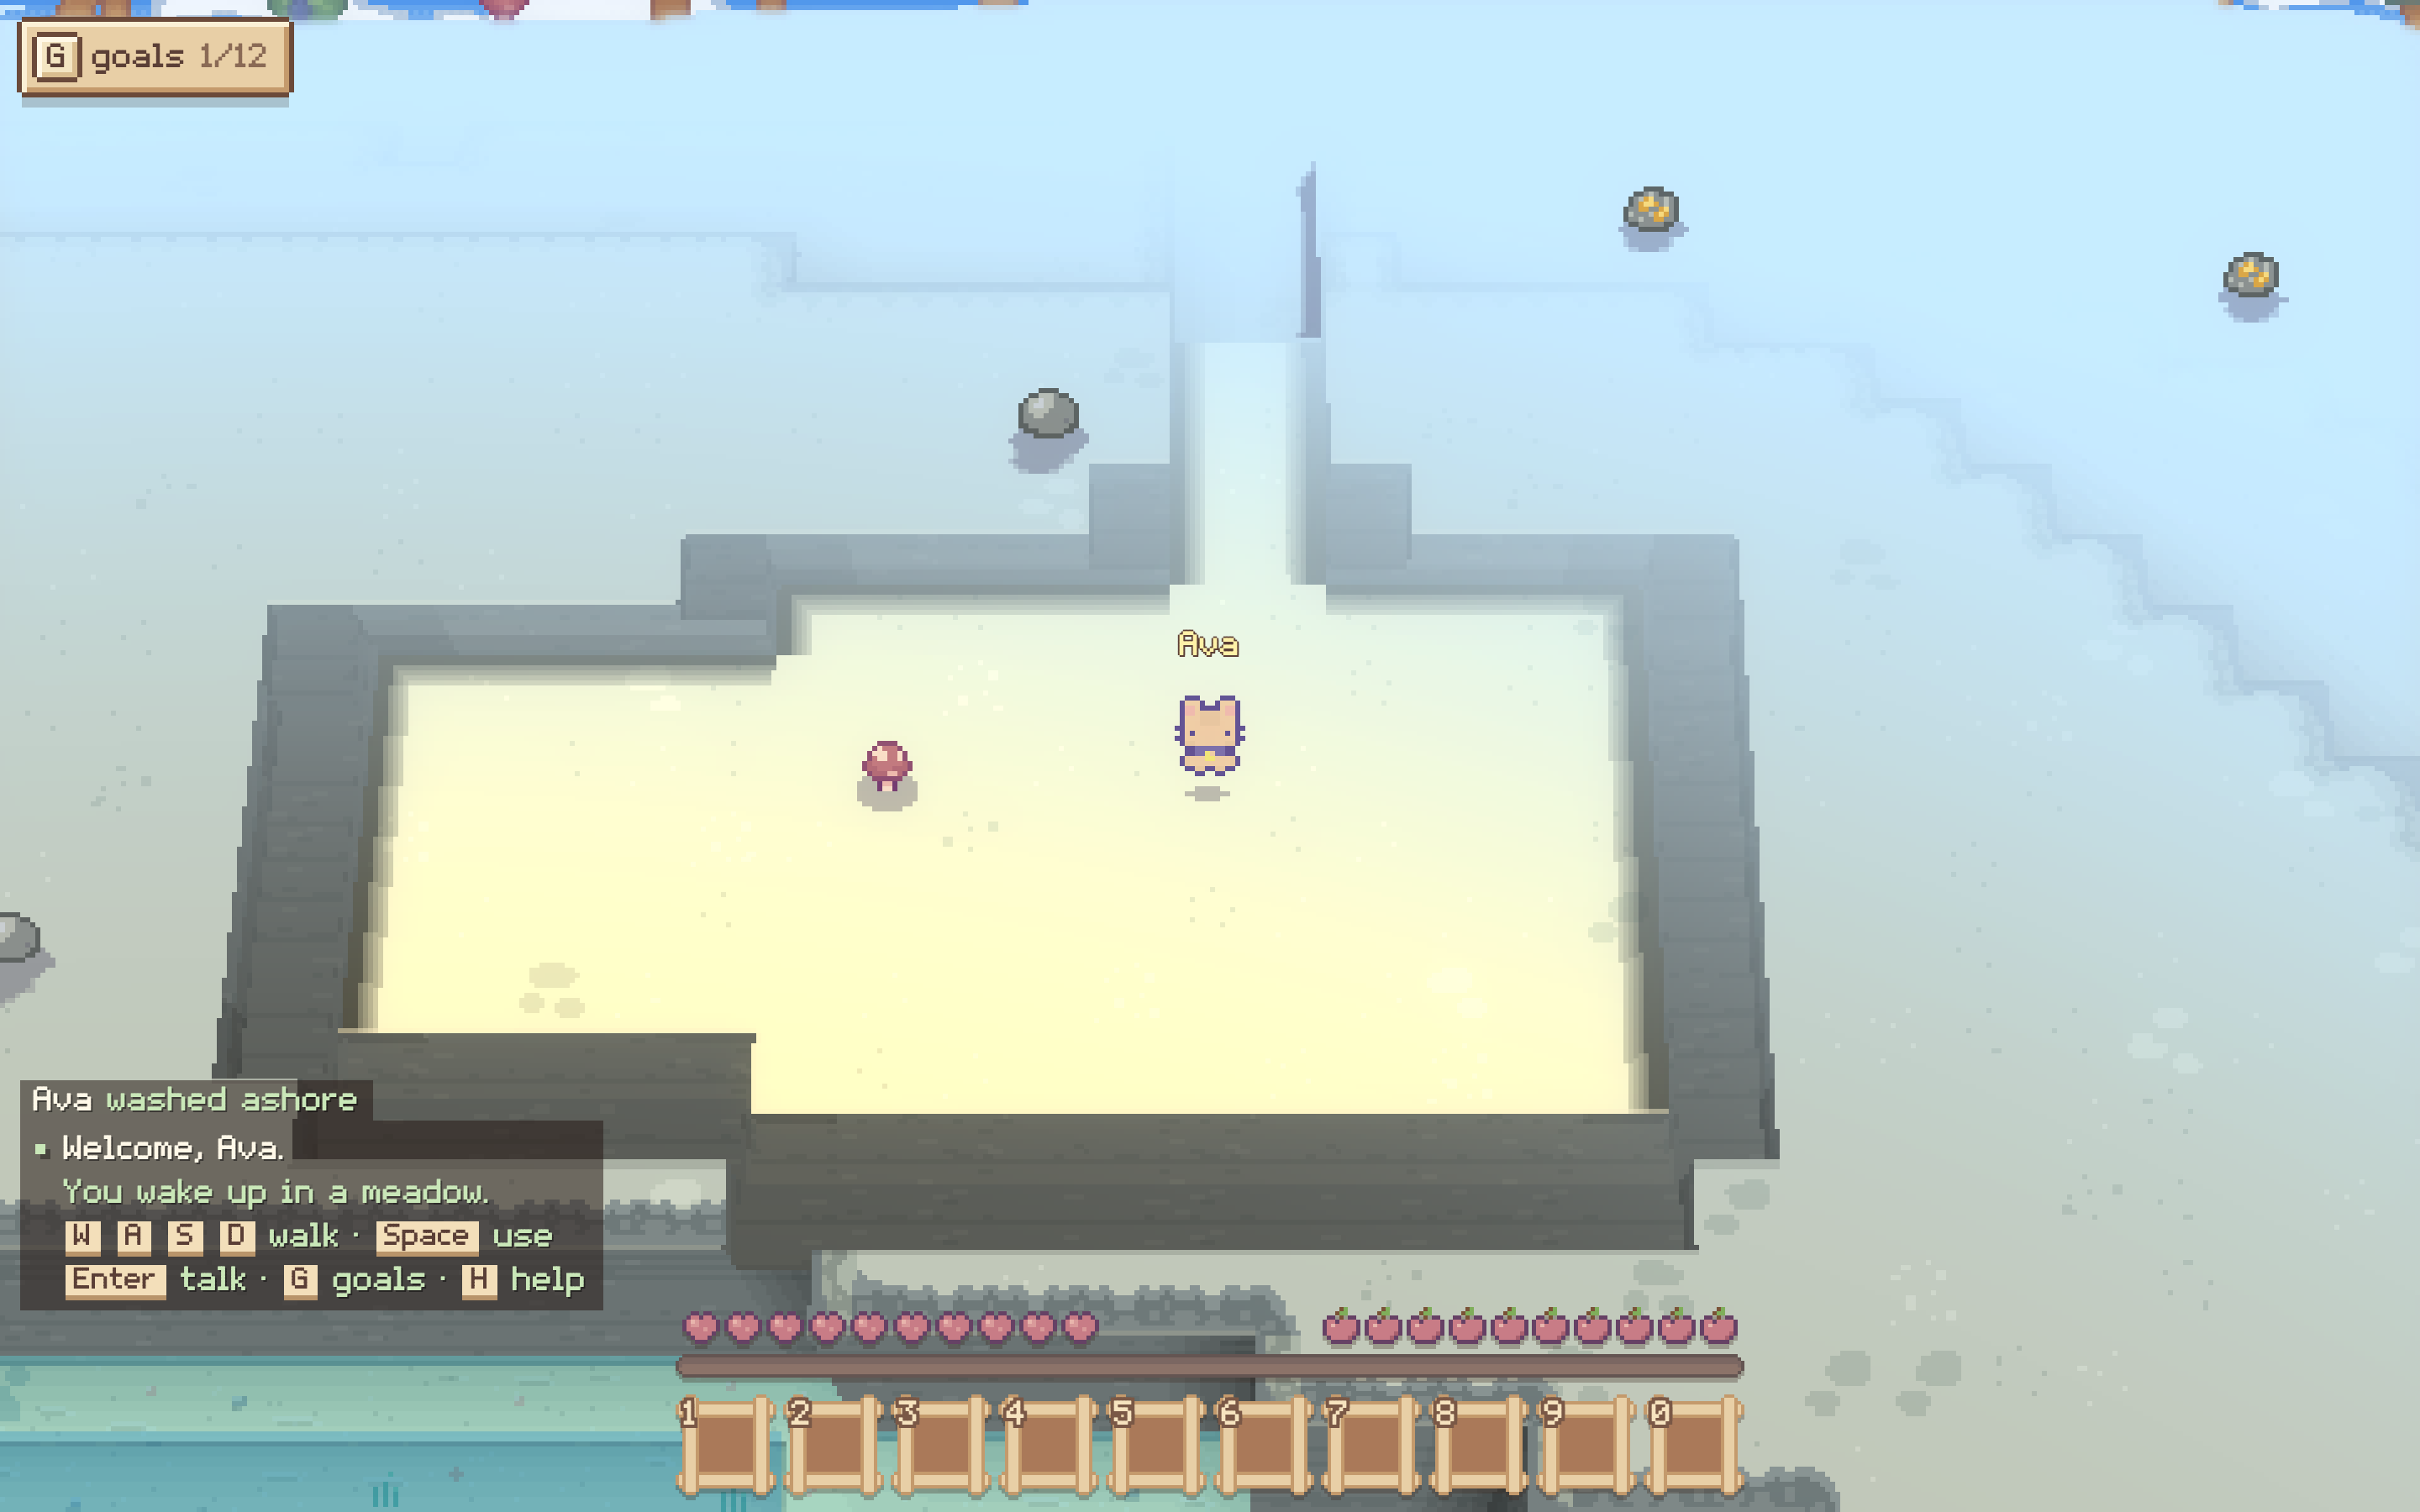 G goals 1/12
Ava
Ava washed ashore
Welcome, Ava.
You wake up in a meadow.
W A S D walk · Space use
Enter talk · G goals · H help
1 2 3 4 5 6 7 8 9 0